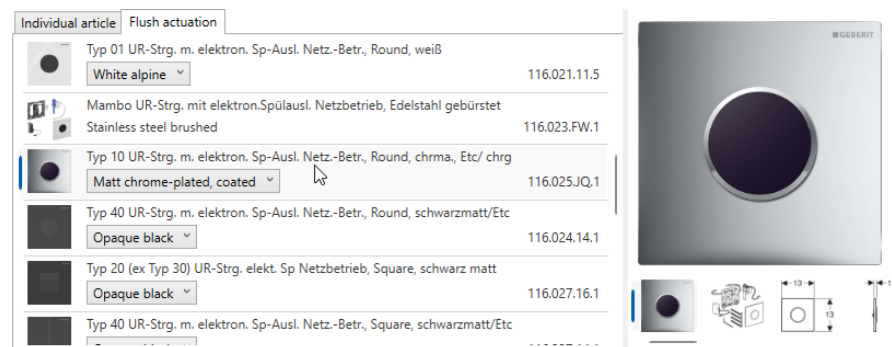 Individual article
Flush actuation
Typ 01 UR-Strg. m. elektron. Sp-Ausl. Netz.-Betr., Round, weiß
White alpine
116.021.11.5
Mambo UR-Strg. mit elektron.Spülausl. Netzbetrieb, Edelstahl gebürstet
Stainless steel brushed
116.023.FW.1
Typ 10 UR-Strg. m. elektron. Sp-Ausl. Netz.-Betr., Round, chrma., Etc/ chrg
Matt chrome-plated, coated
116.025.JQ.1
Typ 40 UR-Strg. m. elektron. Sp-Ausl. Netz.-Betr., Round, schwarzmatt/Etc
Opaque black
116.024.14.1
Typ 20 (ex Typ 30) UR-Strg. elekt. Sp Netzbetrieb, Square, schwarz matt
Opaque black
116.027.16.1
Typ 40 UR-Strg. m. elektron. Sp-Ausl. Netz.-Betr., Square, schwarzmatt/Etc
GEBERIT
13
13
1